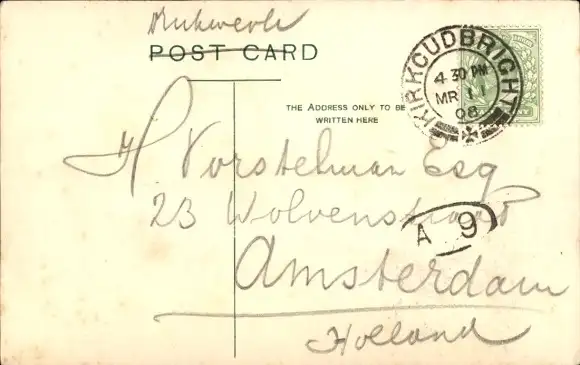 Drukwerk
POST CARD
THE ADDRESS ONLY TO BE
WRITTEN HERE
KIRKCUDBRIGHT
4 30 PM
MR 11
08
H Vorstelman Esq
23 Wolvenstraat
A 9
Amsterdam
Holland